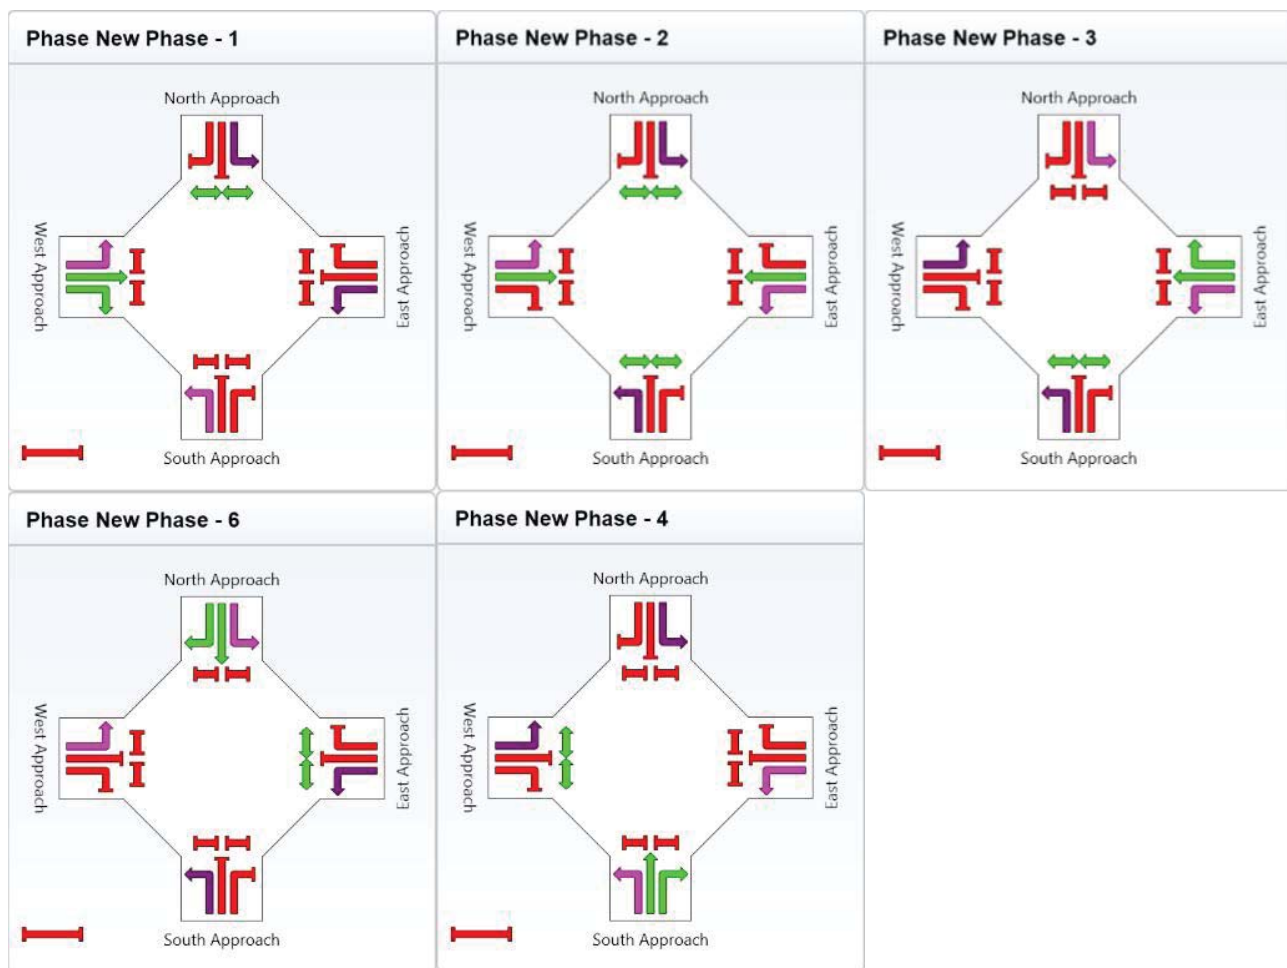 Phase New Phase - 1
North Approach
West Approach
East Approach
South Approach
Phase New Phase - 2
North Approach
West Approach
East Approach
South Approach
Phase New Phase - 3
North Approach
West Approach
East Approach
South Approach
Phase New Phase - 6
North Approach
West Approach
East Approach
South Approach
Phase New Phase - 4
North Approach
West Approach
East Approach
South Approach